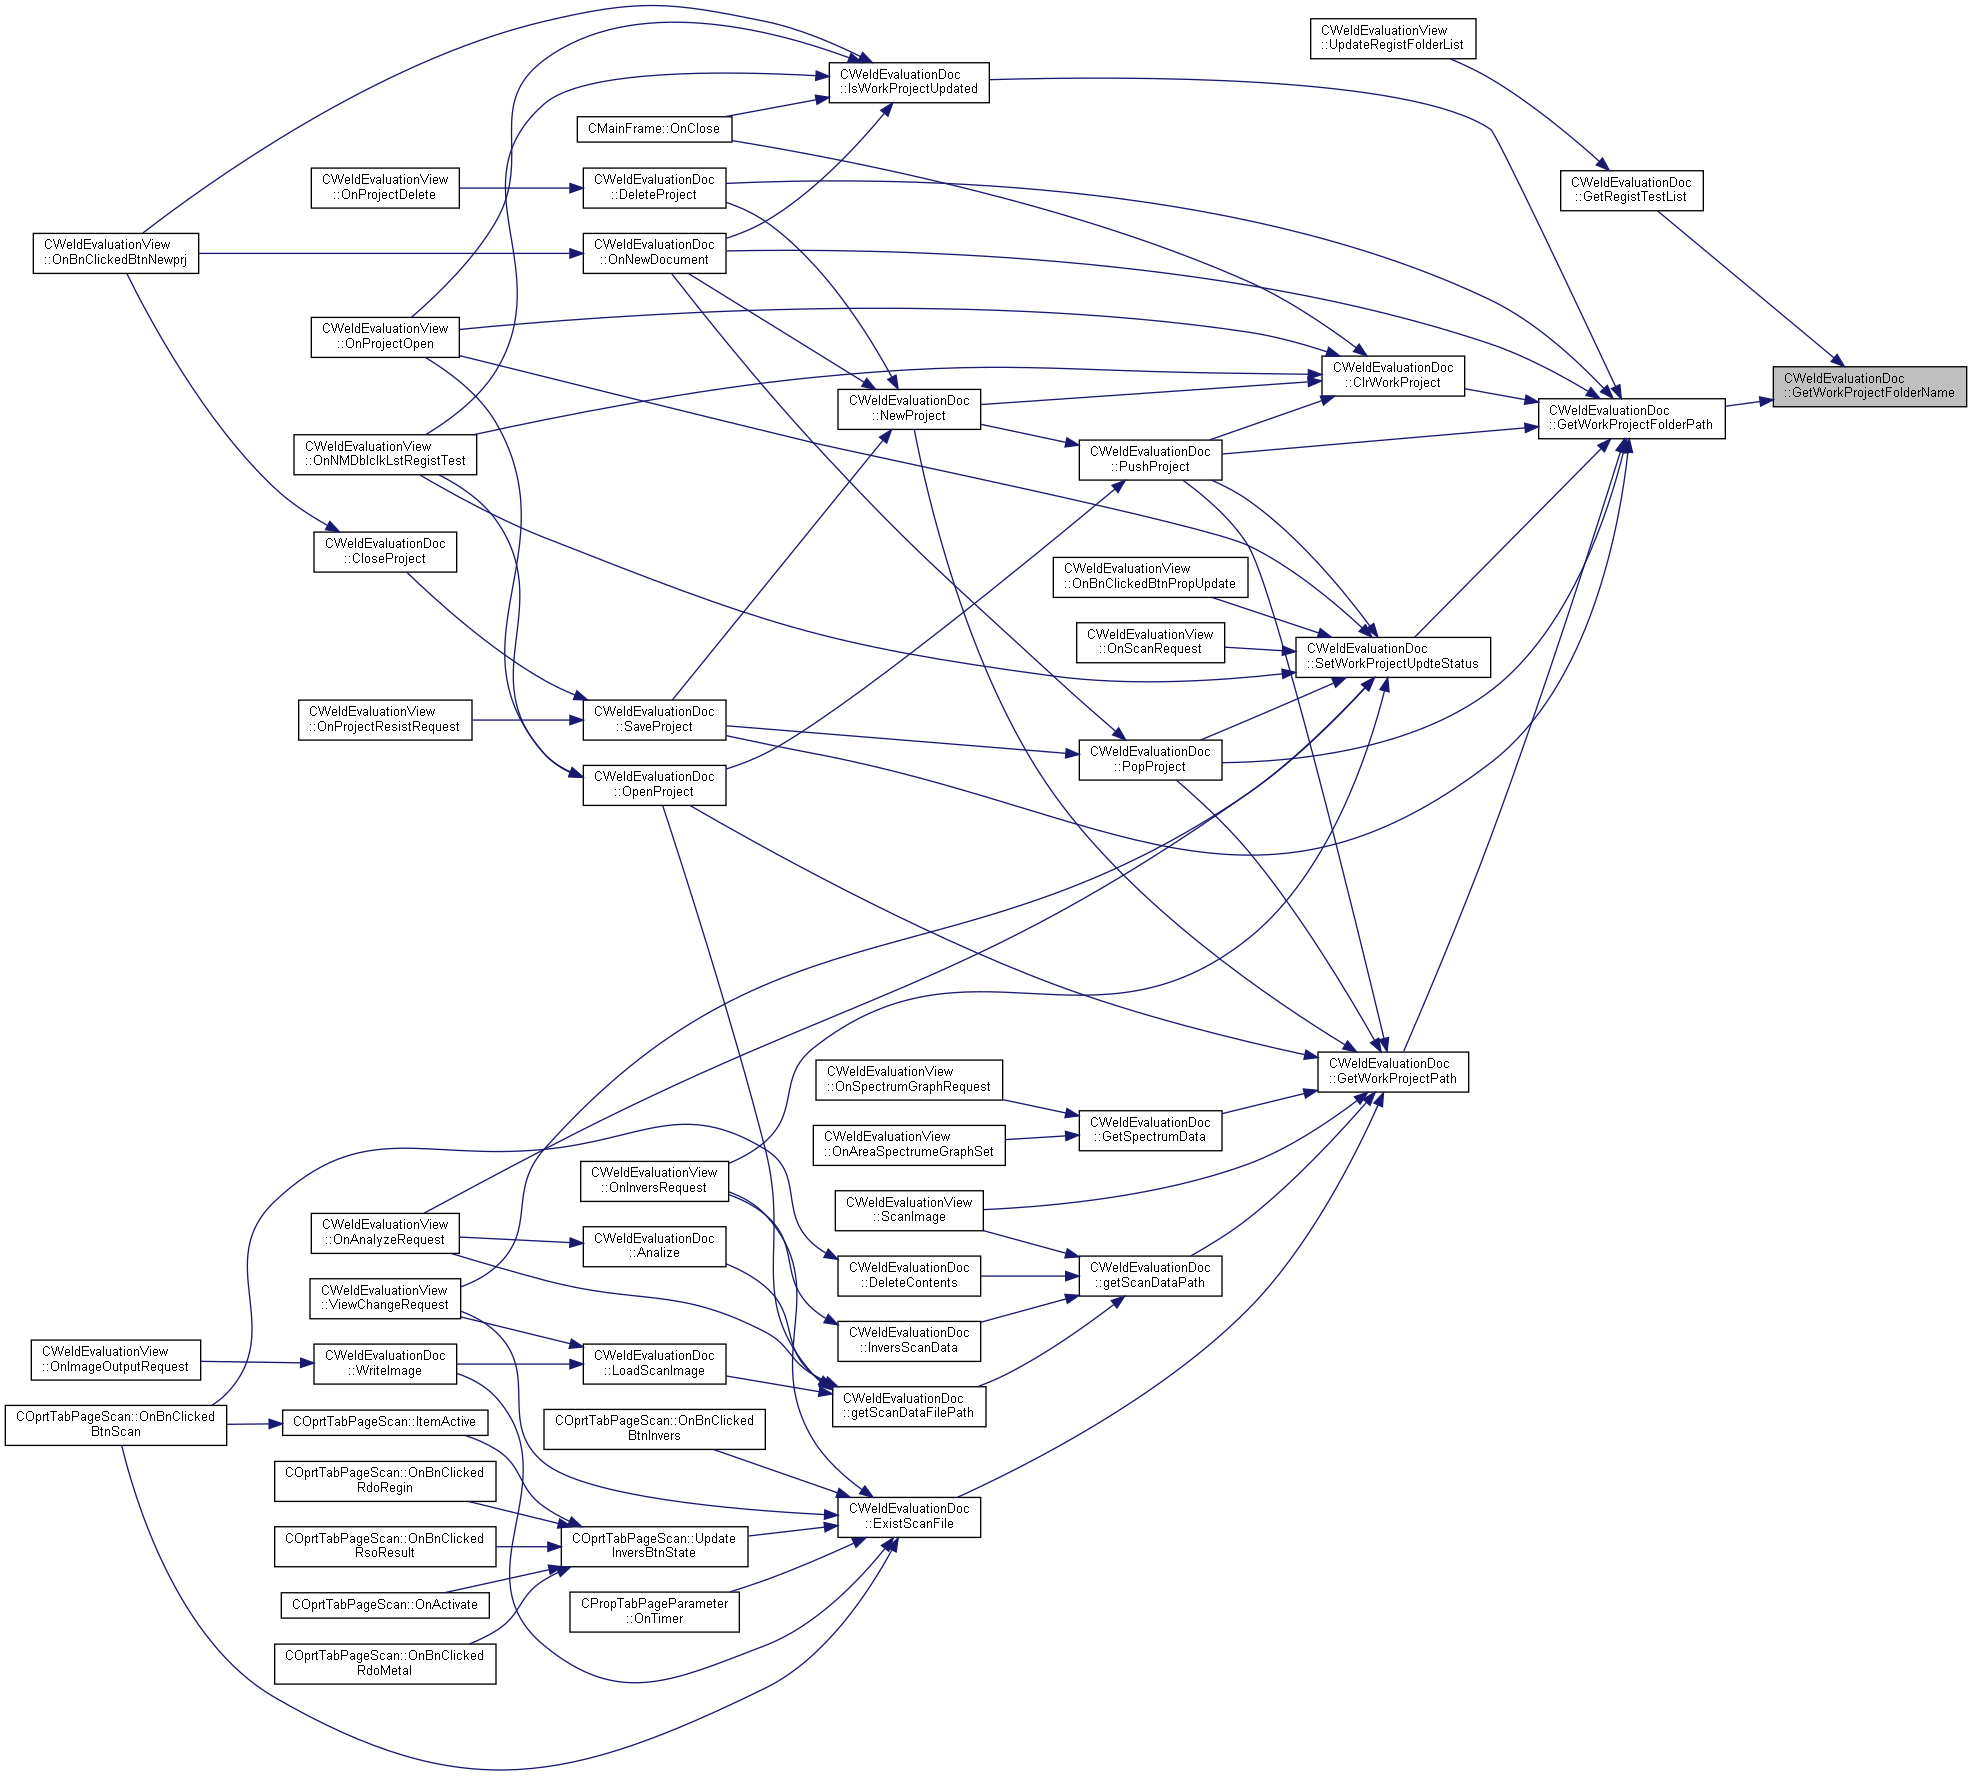 CWeldEvaluationView
::UpdateRegistFolderList
CWeldEvaluationDoc
::IsWorkProjectUpdated
CMainFrame::OnClose
CWeldEvaluationView
::OnProjectDelete
CWeldEvaluationDoc
::DeleteProject
CWeldEvaluationDoc
::GetRegistTestList
CWeldEvaluationView
::OnBnClickedBtnNewprj
CWeldEvaluationDoc
::OnNewDocument
CWeldEvaluationView
::OnProjectOpen
CWeldEvaluationDoc
::ClrWorkProject
CWeldEvaluationDoc
::GetWorkProjectFolderName
CWeldEvaluationDoc
::NewProject
CWeldEvaluationDoc
::GetWorkProjectFolderPath
CWeldEvaluationView
::OnNMDblclkLstRegistTest
CWeldEvaluationDoc
::PushProject
CWeldEvaluationDoc
::CloseProject
CWeldEvaluationView
::OnBnClickedBtnPropUpdate
CWeldEvaluationView
::OnScanRequest
CWeldEvaluationDoc
::SetWorkProjectUpdteStatus
CWeldEvaluationView
::OnProjectResistRequest
CWeldEvaluationDoc
::SaveProject
CWeldEvaluationDoc
::PopProject
CWeldEvaluationDoc
::OpenProject
CWeldEvaluationDoc
::GetWorkProjectPath
CWeldEvaluationView
::OnSpectrumGraphRequest
CWeldEvaluationDoc
::GetSpectrumData
CWeldEvaluationView
::OnAreaSpectrumeGraphSet
CWeldEvaluationView
::OnInversRequest
CWeldEvaluationView
::ScanImage
CWeldEvaluationView
::OnAnalyzeRequest
CWeldEvaluationDoc
::Analize
CWeldEvaluationDoc
::DeleteContents
CWeldEvaluationDoc
::getScanDataPath
CWeldEvaluationView
::ViewChangeRequest
CWeldEvaluationDoc
::InversScanData
CWeldEvaluationView
::OnImageOutputRequest
CWeldEvaluationDoc
::WriteImage
CWeldEvaluationDoc
::LoadScanImage
CWeldEvaluationDoc
::getScanDataFilePath
COprtTabPageScan::OnBnClicked
BtnScan
COprtTabPageScan::ItemActive
COprtTabPageScan::OnBnClicked
BtnInvers
COprtTabPageScan::OnBnClicked
RdoRegin
CWeldEvaluationDoc
::ExistScanFile
COprtTabPageScan::OnBnClicked
RsoResult
COprtTabPageScan::Update
InversBtnState
COprtTabPageScan::OnActivate
CPropTabPageParameter
::OnTimer
COprtTabPageScan::OnBnClicked
RdoMetal